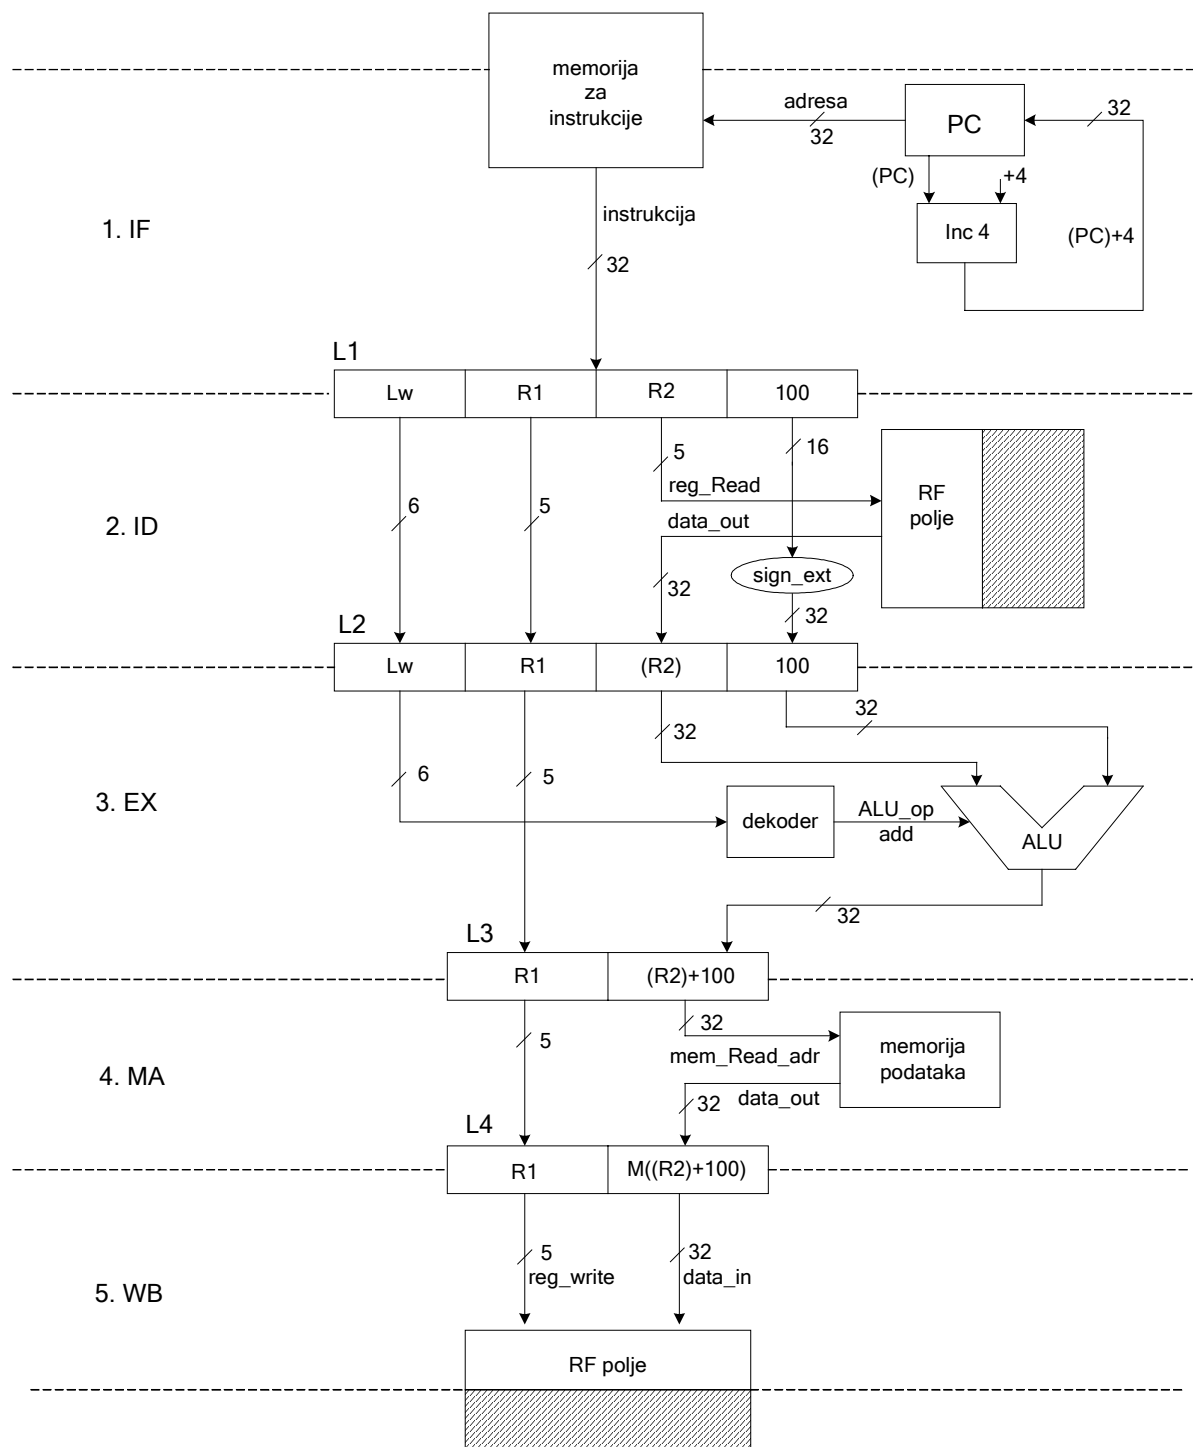 memorija
za
instrukcije
adresa
32
PC
32
(PC)
+4
Inc 4
(PC)+4
1. IF
instrukcija
32
L1
Lw
R1
R2
100
5
16
reg_Read
RF
polje
2. ID
6
5
data_out
32
sign_ext
32
L2
Lw
R1
(R2)
100
32
32
6
5
3. EX
dekoder
ALU_op
add
ALU
32
L3
R1
(R2)+100
32
5
mem_Read_adr
memorija
podataka
4. MA
data_out
32
L4
R1
M((R2)+100)
5
reg_write
32
data_in
5. WB
RF polje